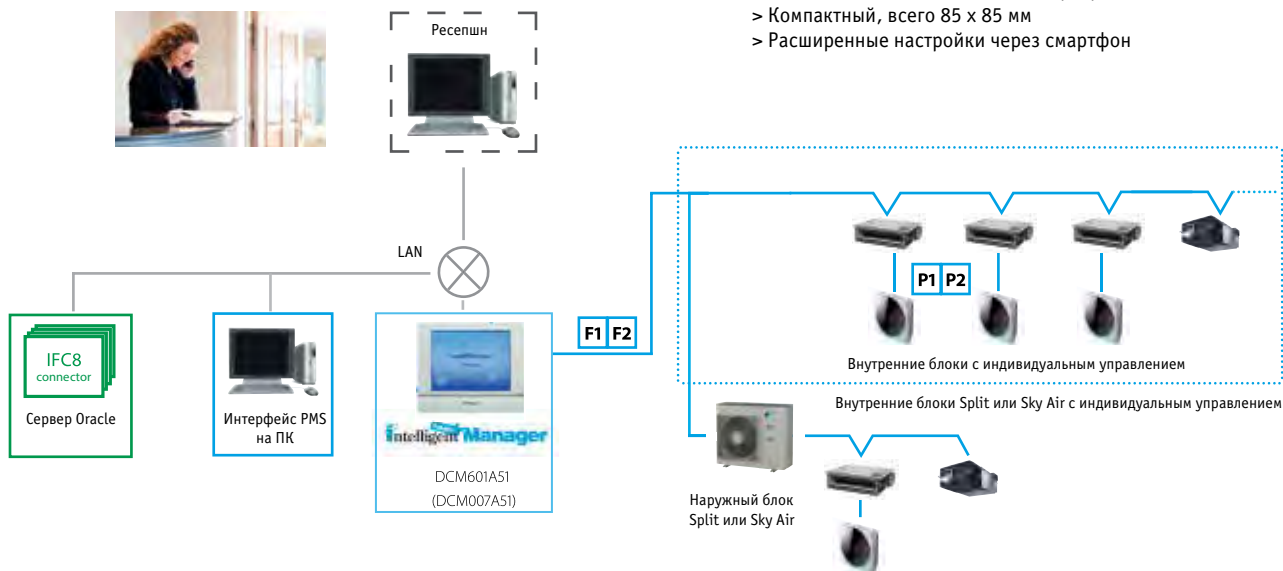 > Компактный, всего 85 x 85 мм
> Расширенные настройки через смартфон
Ресепшн
LAN
IFC8
connector
Сервер Oracle
Интерфейс PMS
на ПК
intelligent Manager
DCM601A51
(DCM007A51)
F1 F2
P1 P2
Внутренние блоки с индивидуальным управлением
Внутренние блоки Split или Sky Air с индивидуальным управлением
Наружный блок
Split или Sky Air